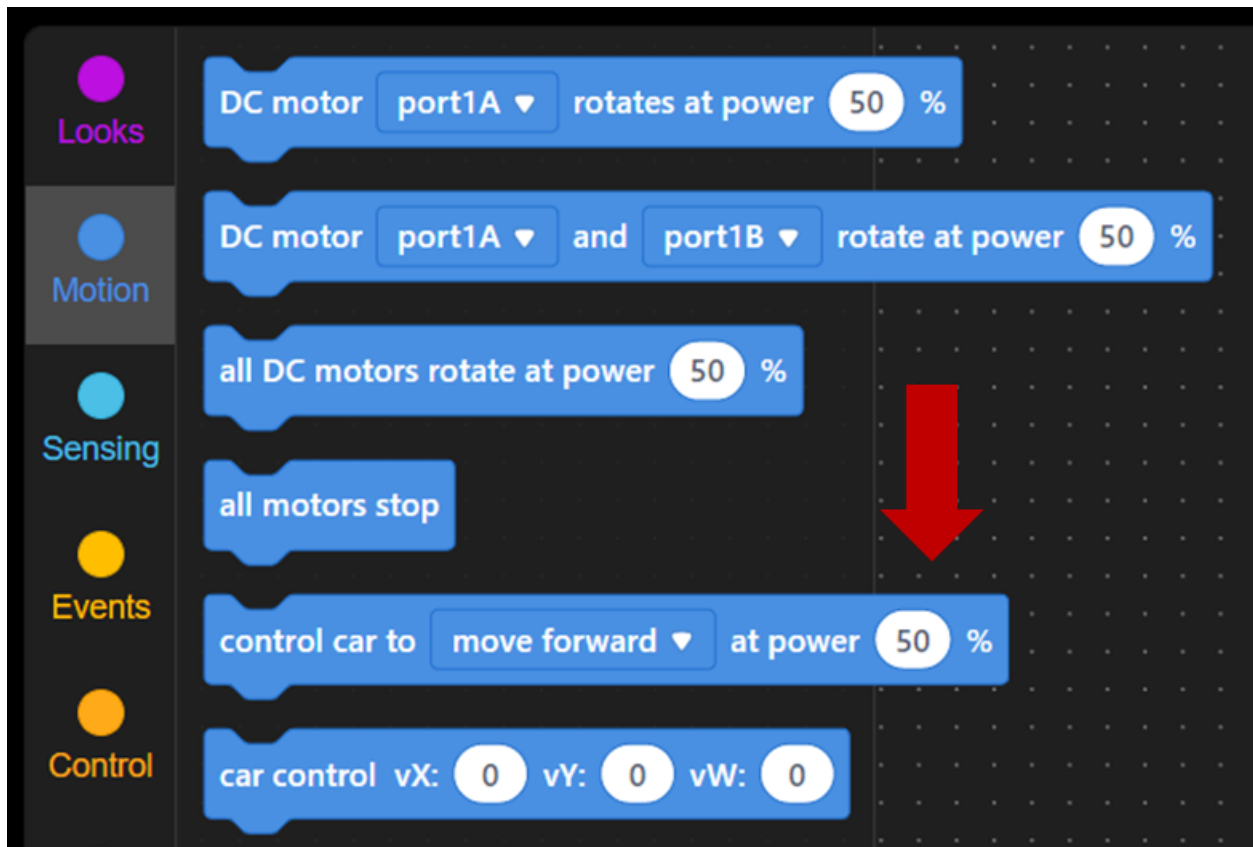 Looks
Motion
Sensing
Events
Control
DC motor port1A rotates at power 50 %
DC motor port1A and port1B rotate at power 50 %
all DC motors rotate at power 50 %
all motors stop
control car to move forward at power 50 %
car control vX: 0 vY: 0 vW: 0